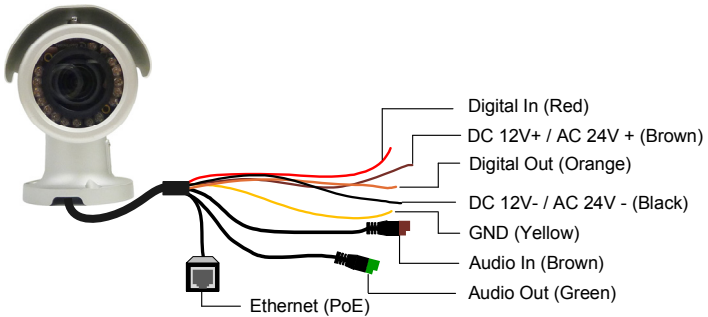 Digital In (Red)
DC 12V+ / AC 24V + (Brown)
Digital Out (Orange)
DC 12V- / AC 24V - (Black)
GND (Yellow)
Audio In (Brown)
Audio Out (Green)
Ethernet (PoE)